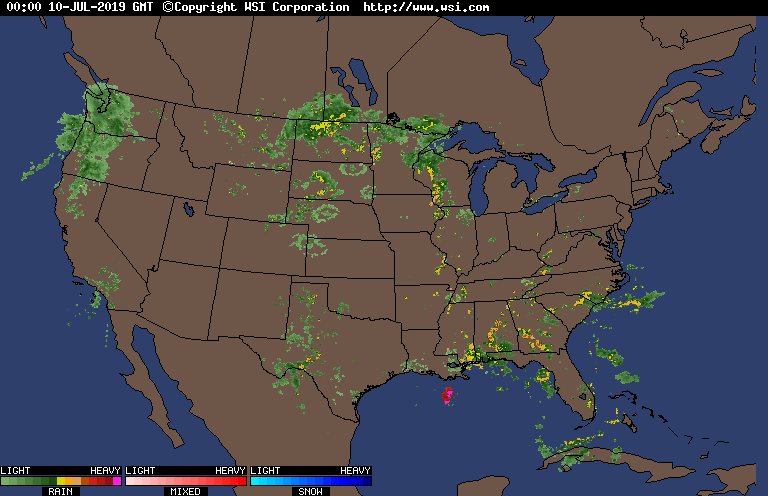 00:00 10-JUL-2019 GMT ©Copyright WSI Corporation http://www.wsi.com
LIGHT HEAVY LIGHT HEAVY LIGHT HEAVY
RAIN MIXED SNOW